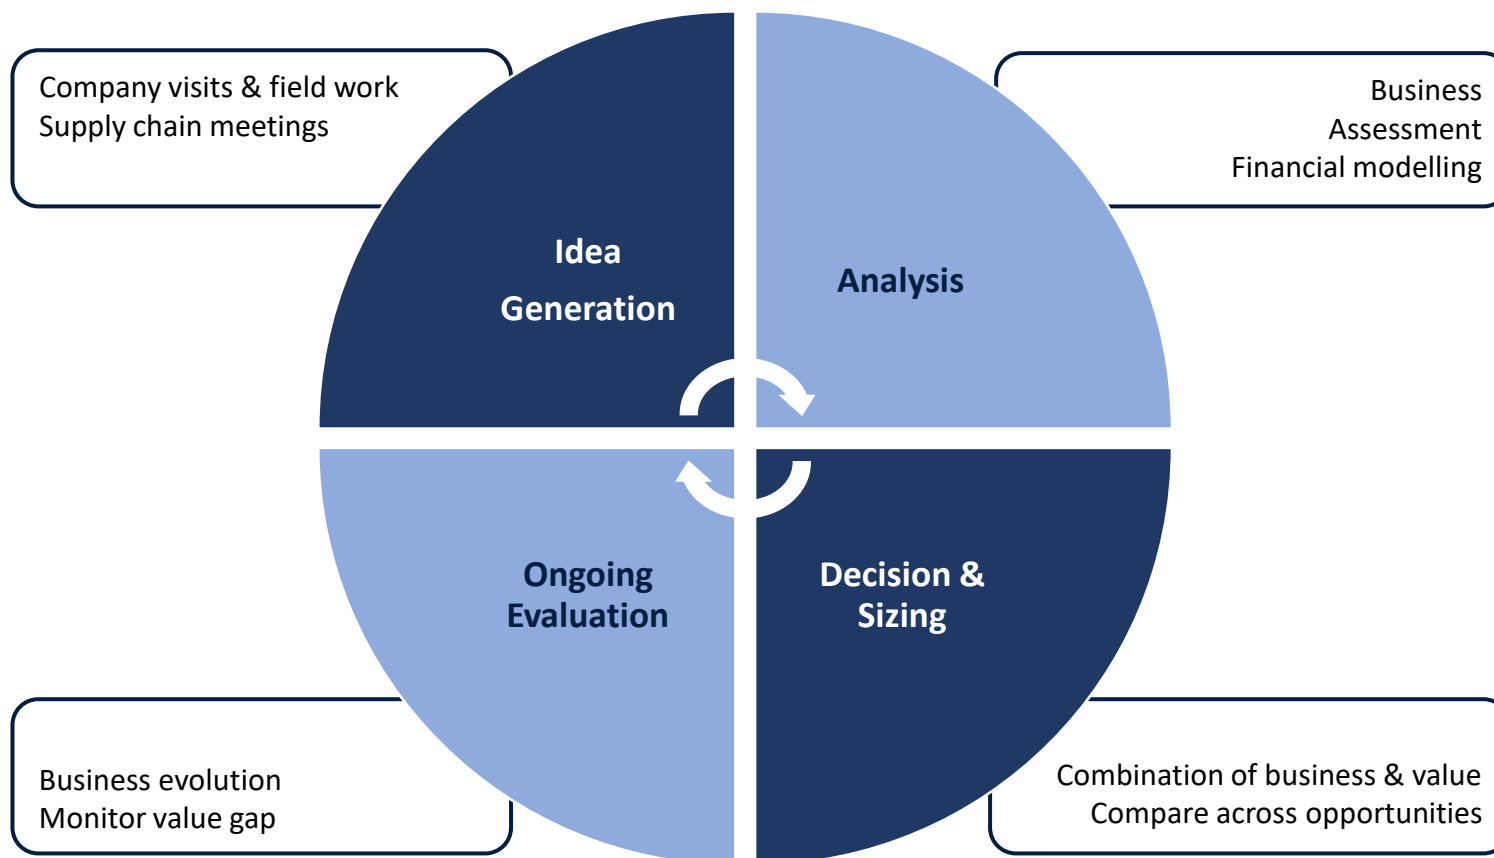 Company visits & field work
Supply chain meetings
Business
Assessment
Financial modelling
Idea
Generation
Analysis
Ongoing
Evaluation
Decision &
Sizing
Business evolution
Monitor value gap
Combination of business & value
Compare across opportunities